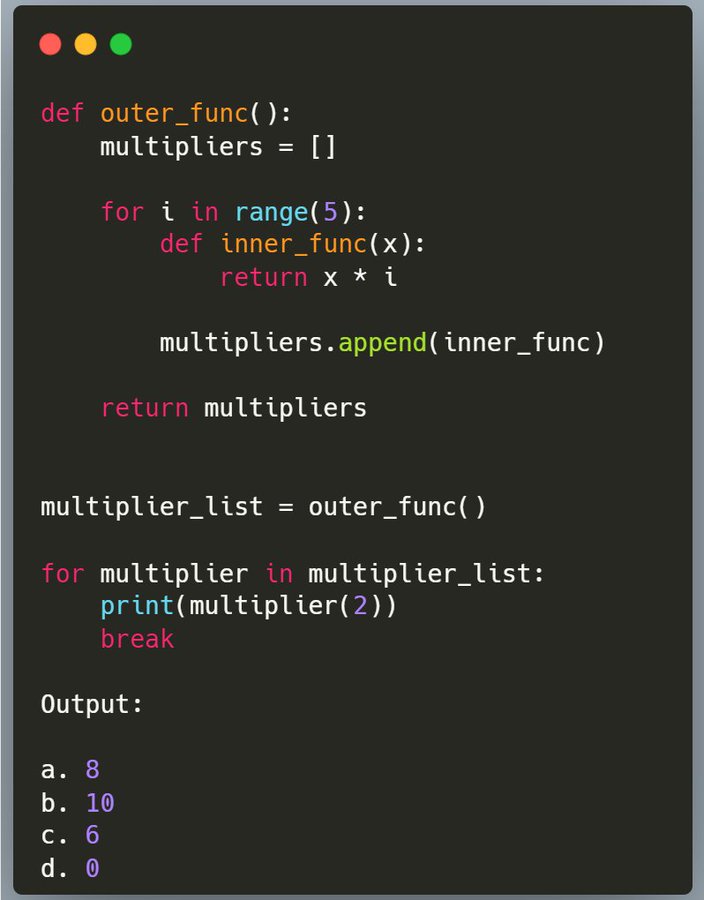 def outer_func():
    multipliers = []

    for i in range(5):
        def inner_func(x):
            return x * i

        multipliers.append(inner_func)

    return multipliers


multiplier_list = outer_func()

for multiplier in multiplier_list:
    print(multiplier(2))
    break

Output:

a. 8
b. 10
c. 6
d. 0